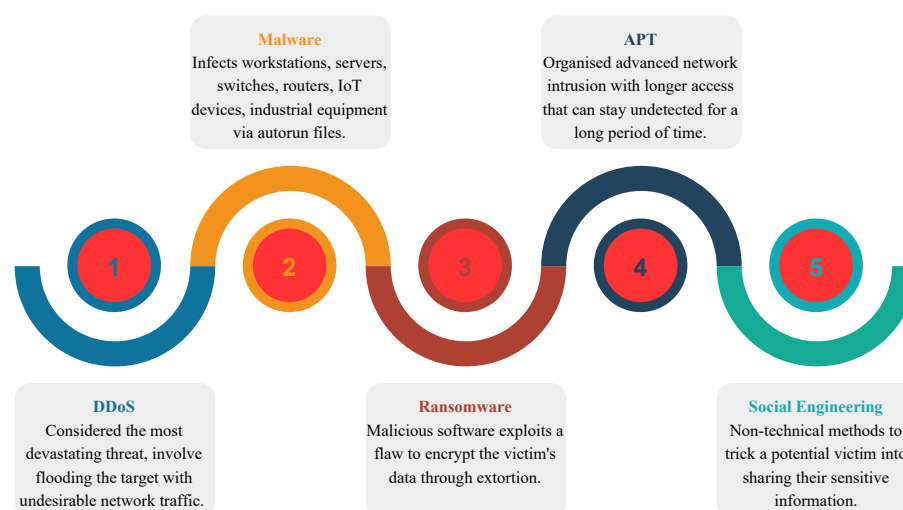 Malware
Infects workstations, servers,
switches, routers, IoT
devices, industrial equipment
via autorun files.
APT
Organised advanced network
intrusion with longer access
that can stay undetected for a
long period of time.
1
2
3
4
5
DDoS
Considered the most
devastating threat, involve
flooding the target with
undesirable network traffic.
Ransomware
Malicious software exploits a
flaw to encrypt the victim's
data through extortion.
Social Engineering
Non-technical methods to
trick a potential victim into
sharing their sensitive
information.